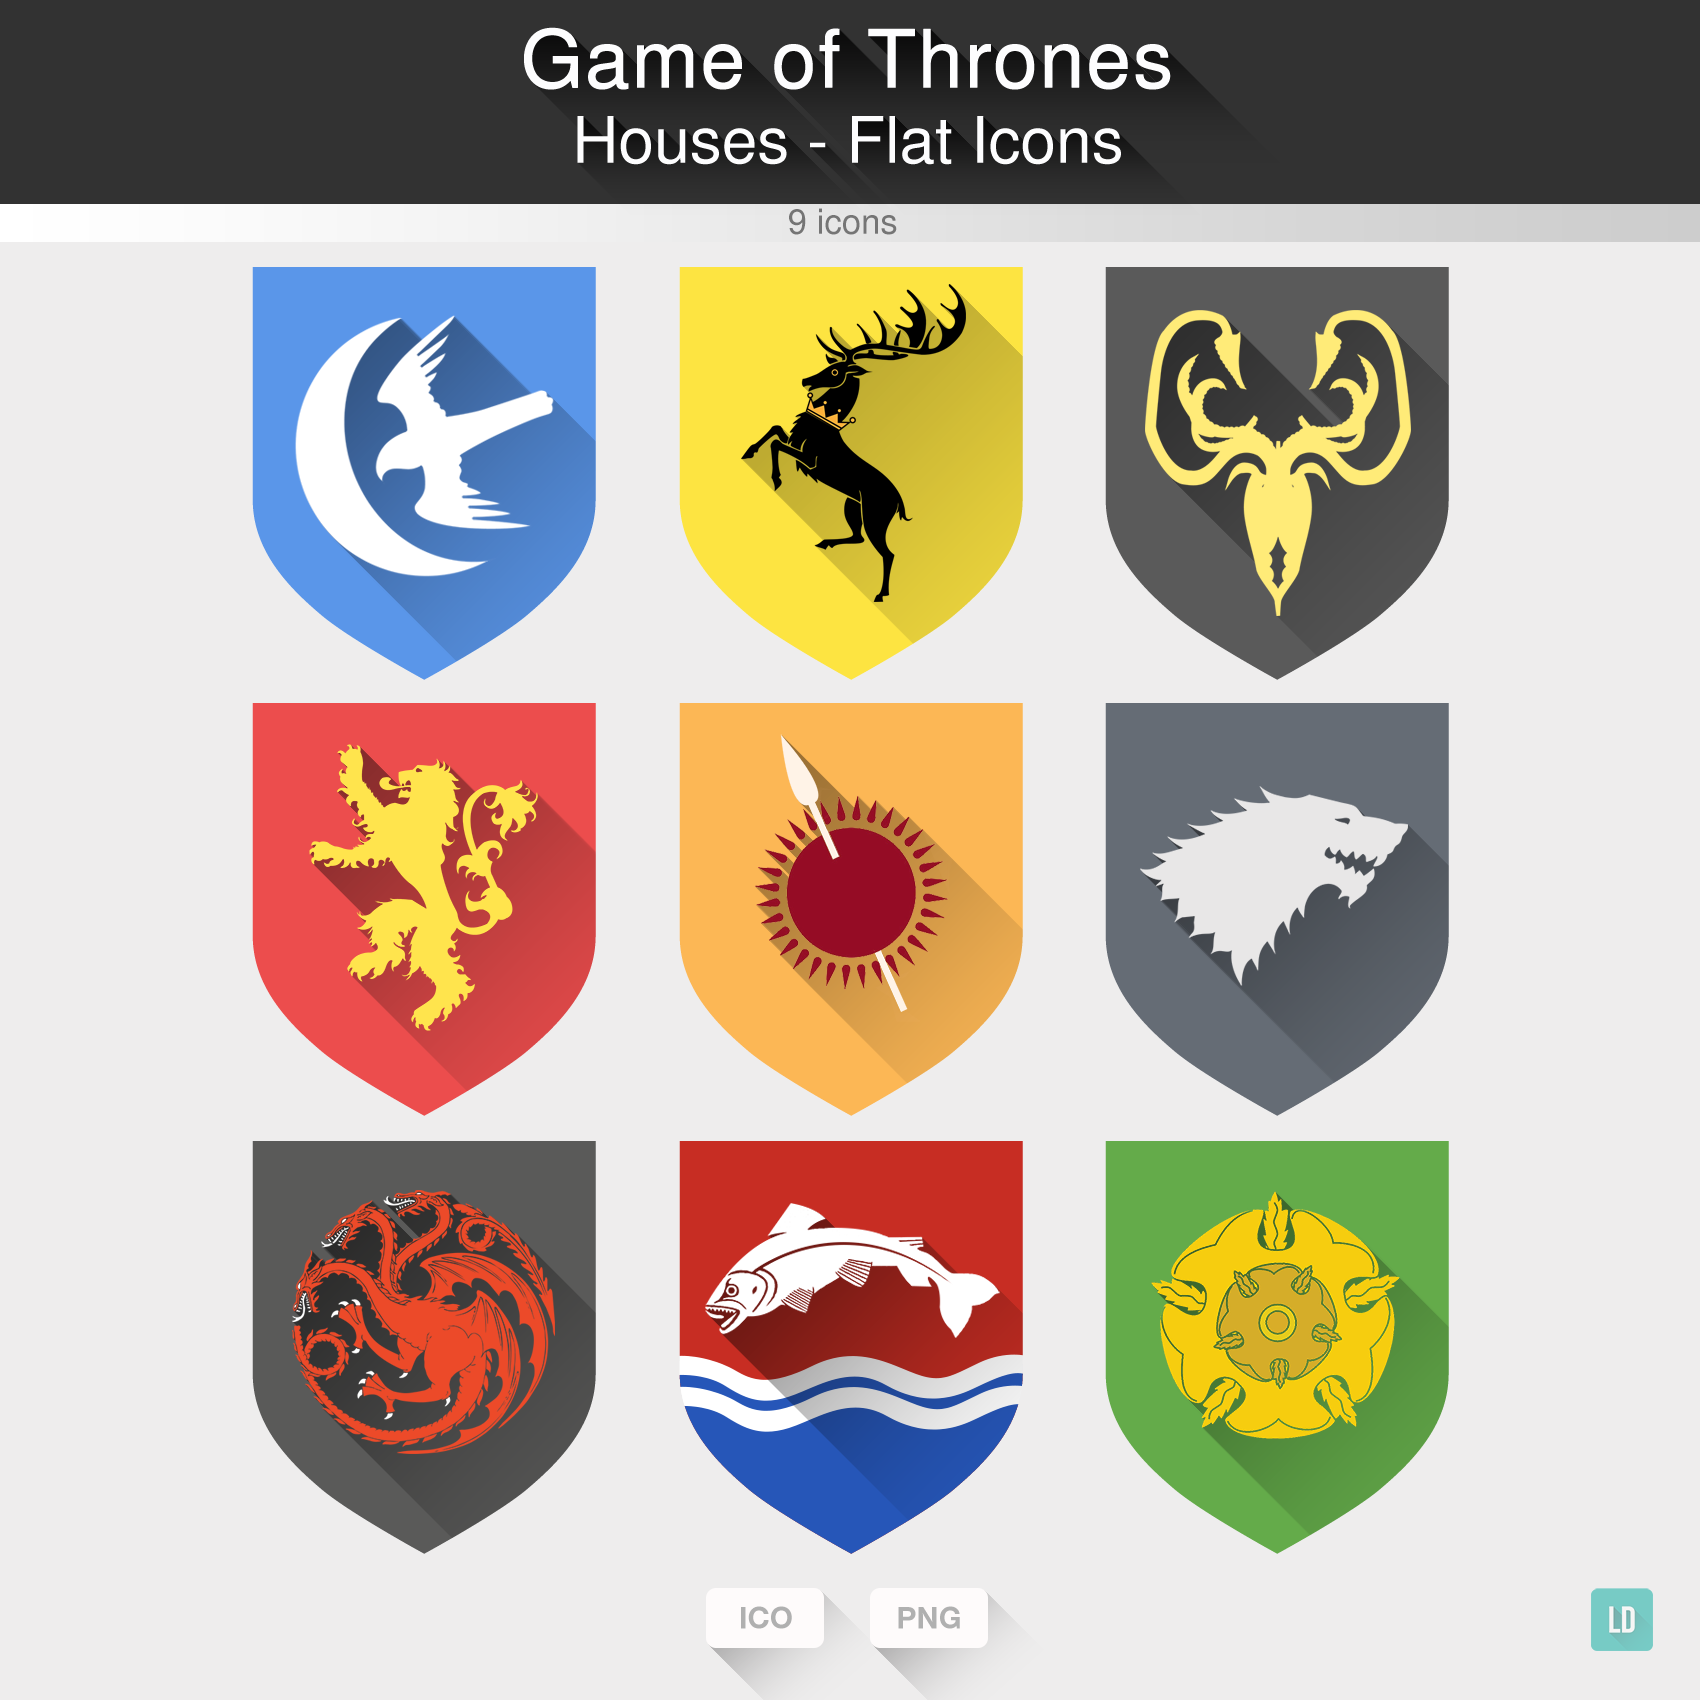 Game of Thrones
Houses - Flat Icons
9 icons
ICO
PNG
LD